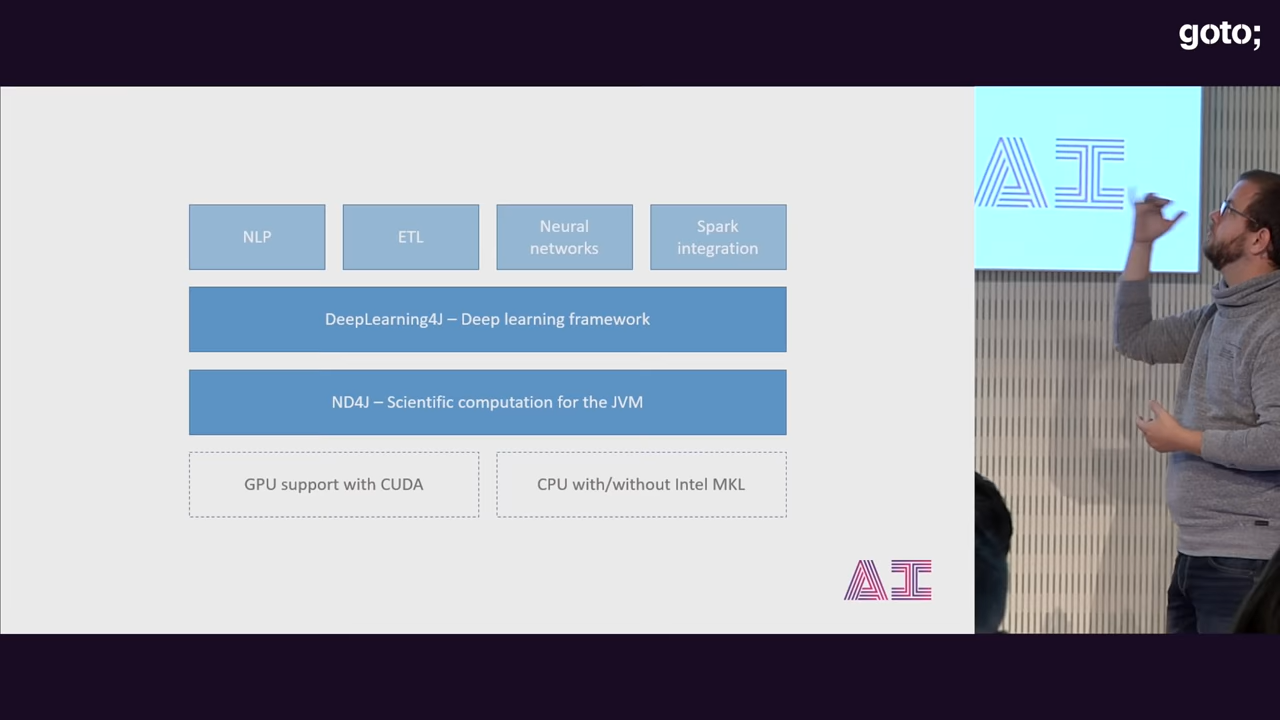 goto;
AI
NLP
ETL
Neural
networks
Spark
integration
DeepLearning4J – Deep learning framework
ND4J – Scientific computation for the JVM
GPU support with CUDA
CPU with/without Intel MKL
AI